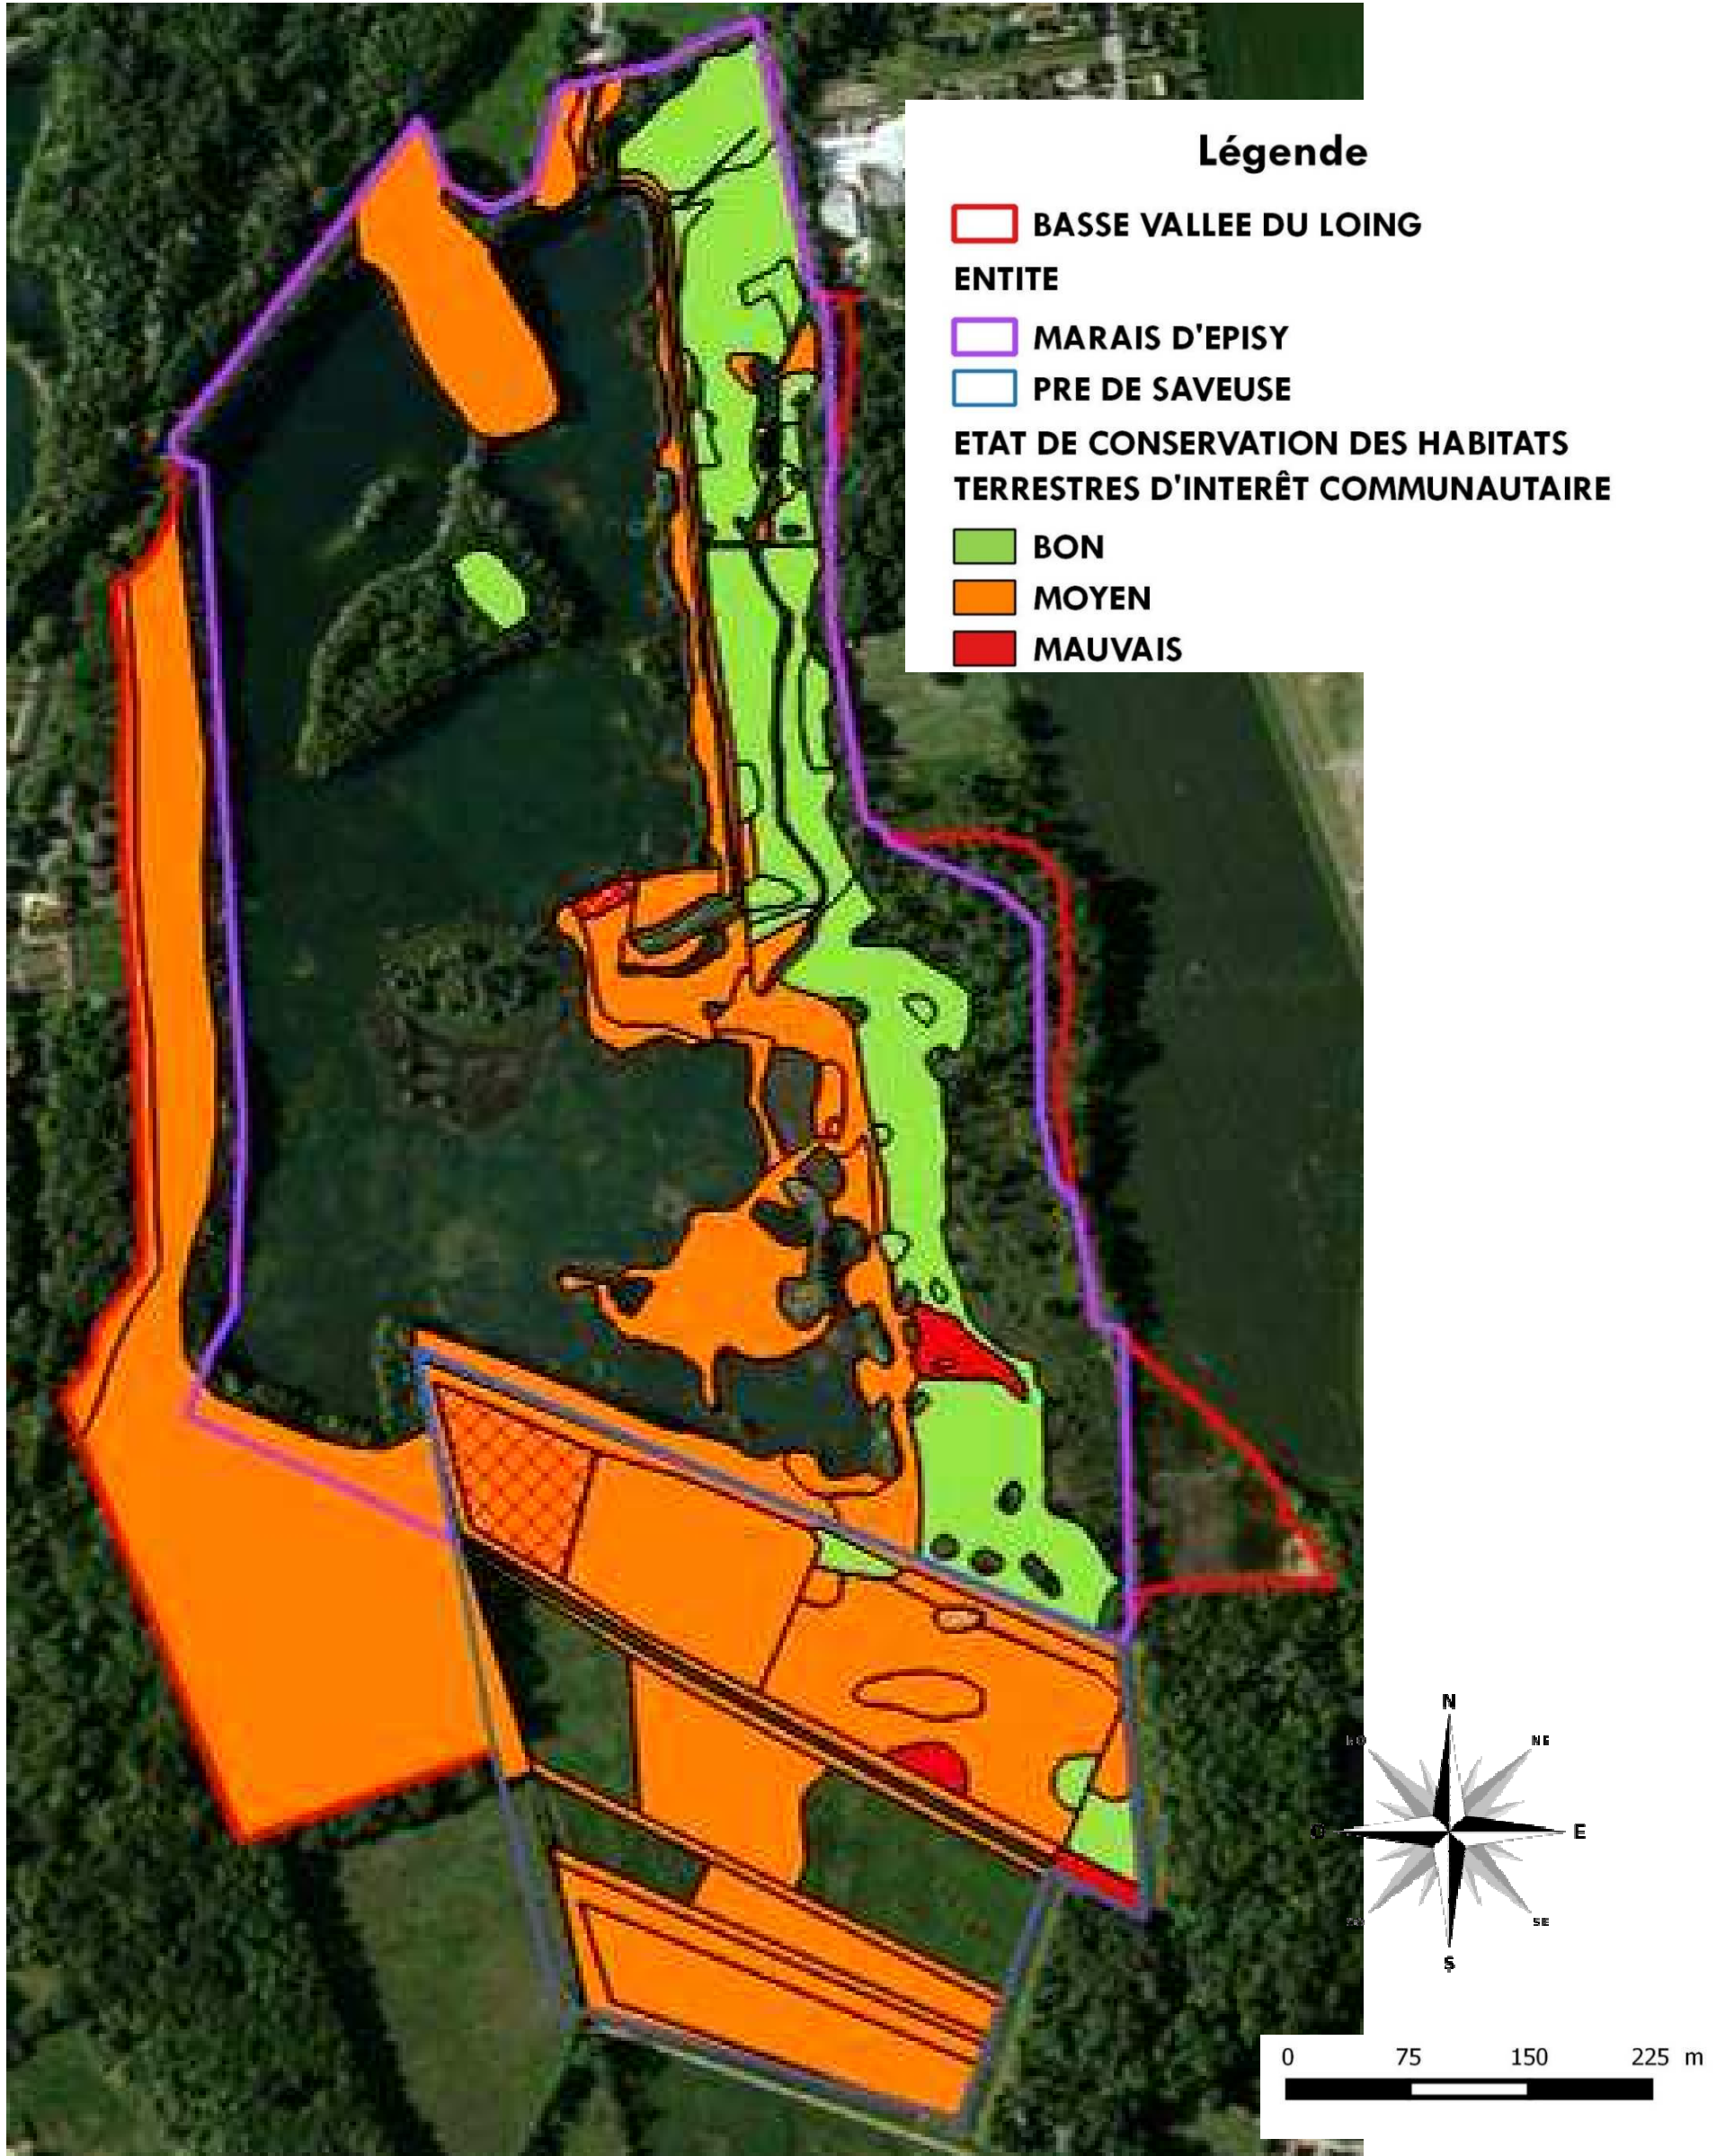 Légende
BASSE VALLEE DU LOING
ENTITE
MARAIS D'EPISY
PRE DE SAVEUSE
ETAT DE CONSERVATION DES HABITATS
TERRESTRES D'INTERÊT COMMUNAUTAIRE
BON
MOYEN
MAUVAIS
N
NE
O
E
SE
S
0 75 150 225 m